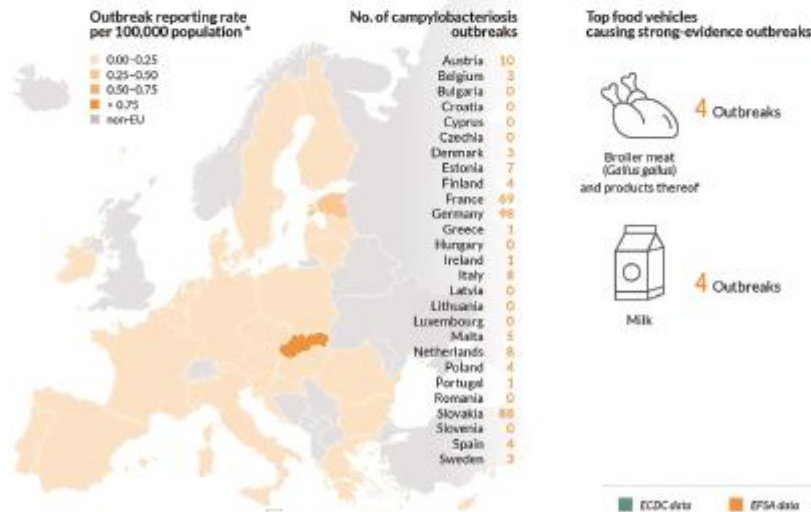 Outbreak reporting rate
per 100,000 population *
0.00–0.25
0.25–0.50
0.50–0.75
> 0.75
non-EU
No. of campylobacteriosis
outbreaks
Austria 10
Belgium 3
Bulgaria 0
Croatia 0
Cyprus 0
Czechia 0
Denmark 3
Estonia 7
Finland 4
France 69
Germany 98
Greece 1
Hungary 0
Ireland 1
Italy 8
Latvia 0
Lithuania 0
Luxembourg 0
Malta 5
Netherlands 8
Poland 4
Portugal 1
Romania 0
Slovakia 88
Slovenia 0
Spain 4
Sweden 3
Top food vehicles
causing strong-evidence outbreaks
4 Outbreaks
Broiler meat
(Gallus gallus)
and products thereof
4 Outbreaks
Milk
ECDC data
EFSA data